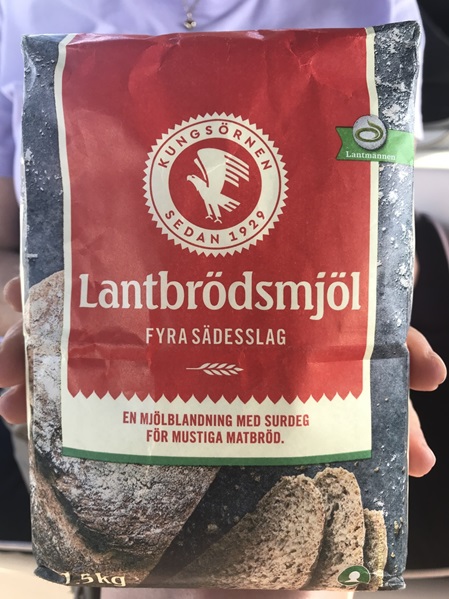 KUNGSÖRNEN
SEDAN 1929
Lantmännen
Lantbrödsmjöl
FYRA SÄDESSLAG
EN MJÖLBLANDNING MED SURDEG
FÖR MUSTIGA MATBRÖD.
1,5kg